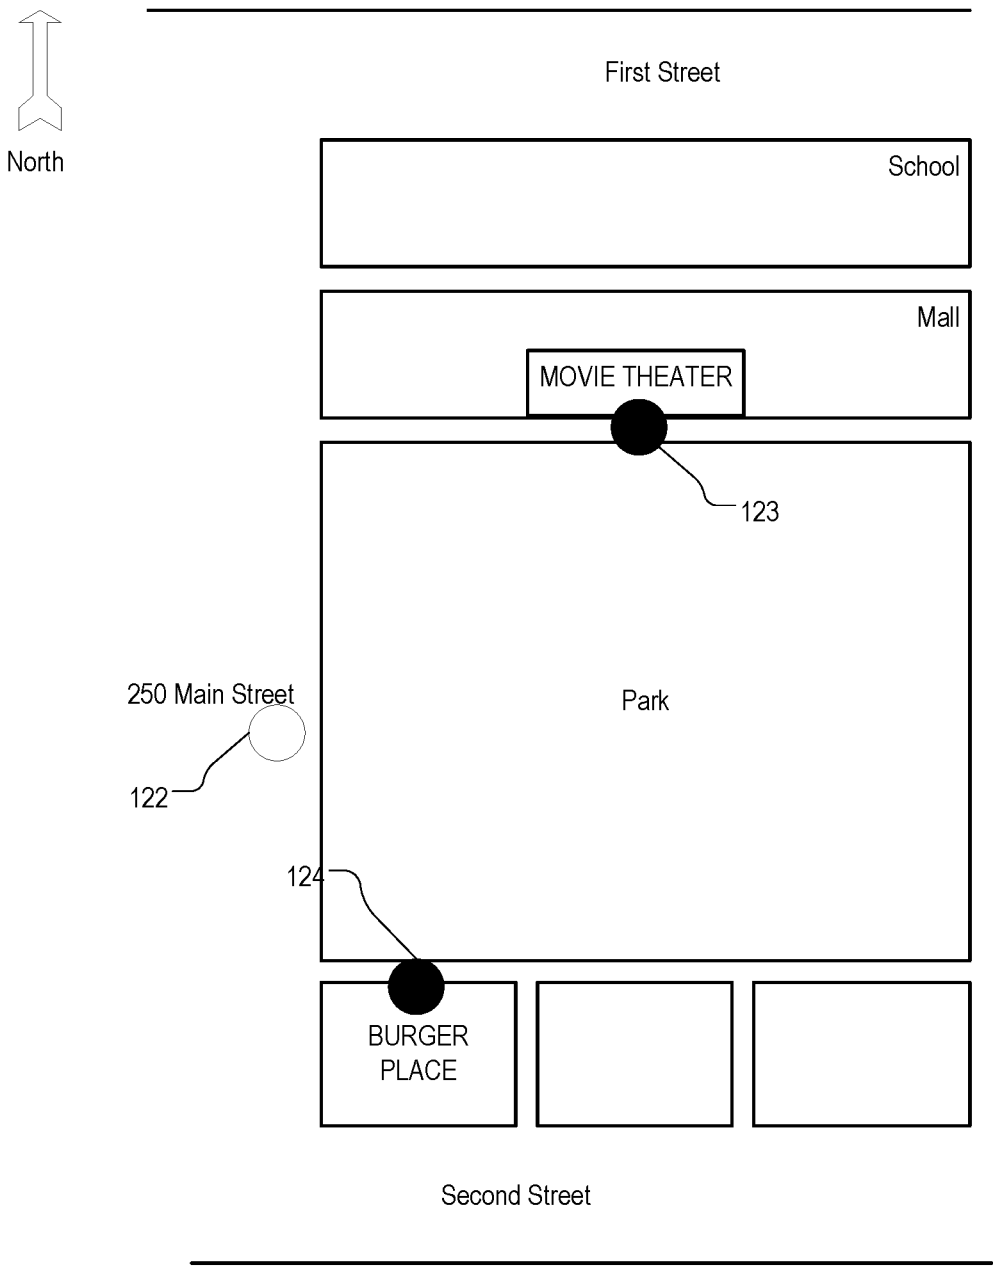 First Street
North
School
Mall
MOVIE THEATER
123
250 Main Street
Park
122
124
BURGER
PLACE
Second Street